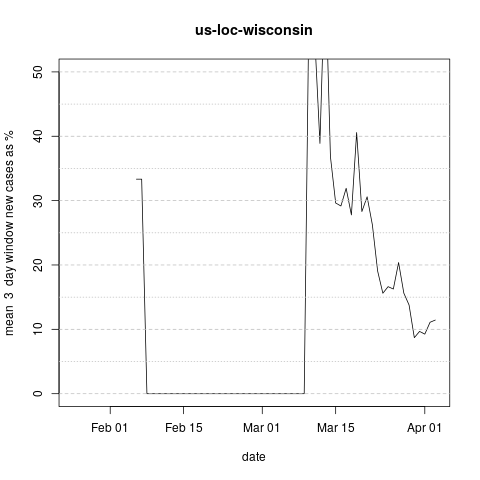 us-loc-wisconsin
mean 3 day window new cases as %
50
40
30
20
10
0
Feb 01
Feb 15
Mar 01
Mar 15
Apr 01
date